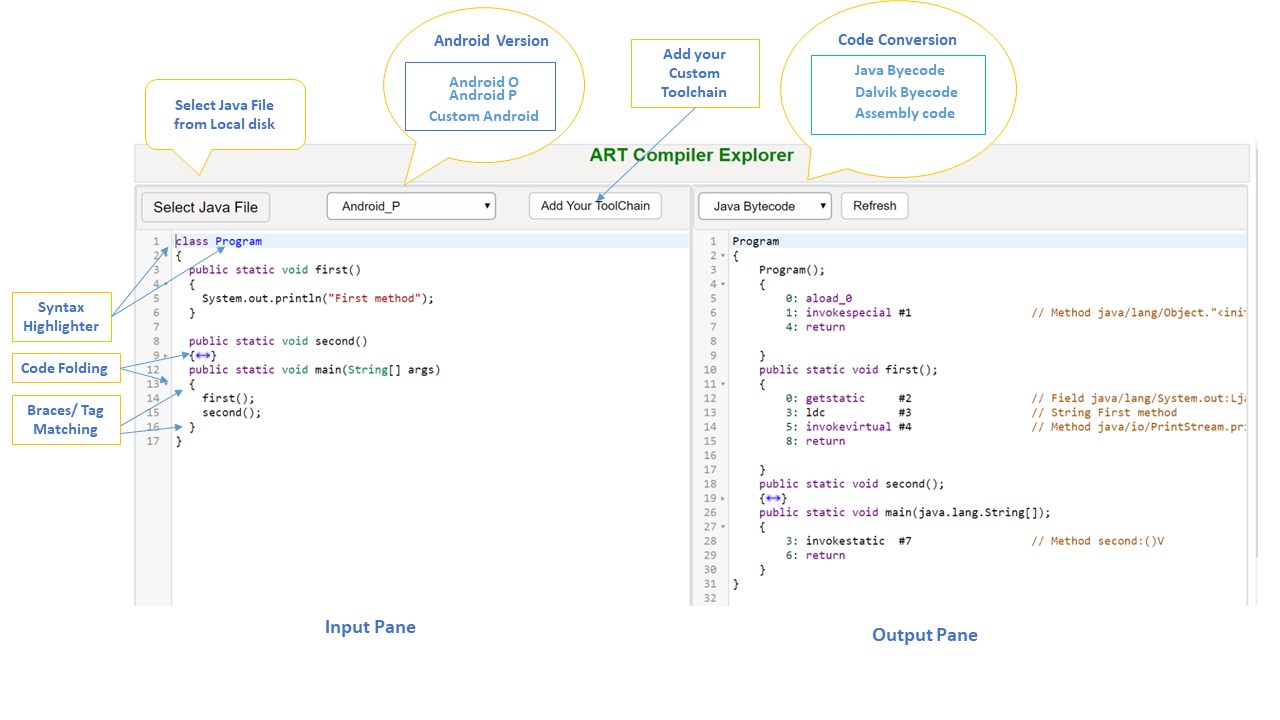 Android Version
Android O
Android P
Custom Android
Add your
Custom
Toolchain
Code Conversion
Java Byecode
Dalvik Byecode
Assembly code
Select Java File
from Local disk
ART Compiler Explorer
Select Java File
Android_P
Add Your ToolChain
Java Bytecode
Refresh
Syntax
Highlighter
Code Folding
Braces/ Tag
Matching
1 class Program
2 {
3 public static void first()
4 {
5 System.out.println("First method");
6 }
7
8 public static void second()
9 {↔}
12 public static void main(String[] args)
13 {
14 first();
15 second();
16 }
17 }
1 Program
2 {
3 Program();
4 {
5 0: aload_0
6 1: invokespecial #1 // Method java/lang/Object."<init
7 4: return
8
9 }
10 public static void first();
11 {
12 0: getstatic #2 // Field java/lang/System.out:Lja
13 3: ldc #3 // String First method
14 5: invokevirtual #4 // Method java/io/PrintStream.pri
15 8: return
16
17 }
18 public static void second();
19 {↔}
26 public static void main(java.lang.String[]);
27 {
28 3: invokestatic #7 // Method second:()V
29 6: return
30 }
31 }
32
Input Pane
Output Pane